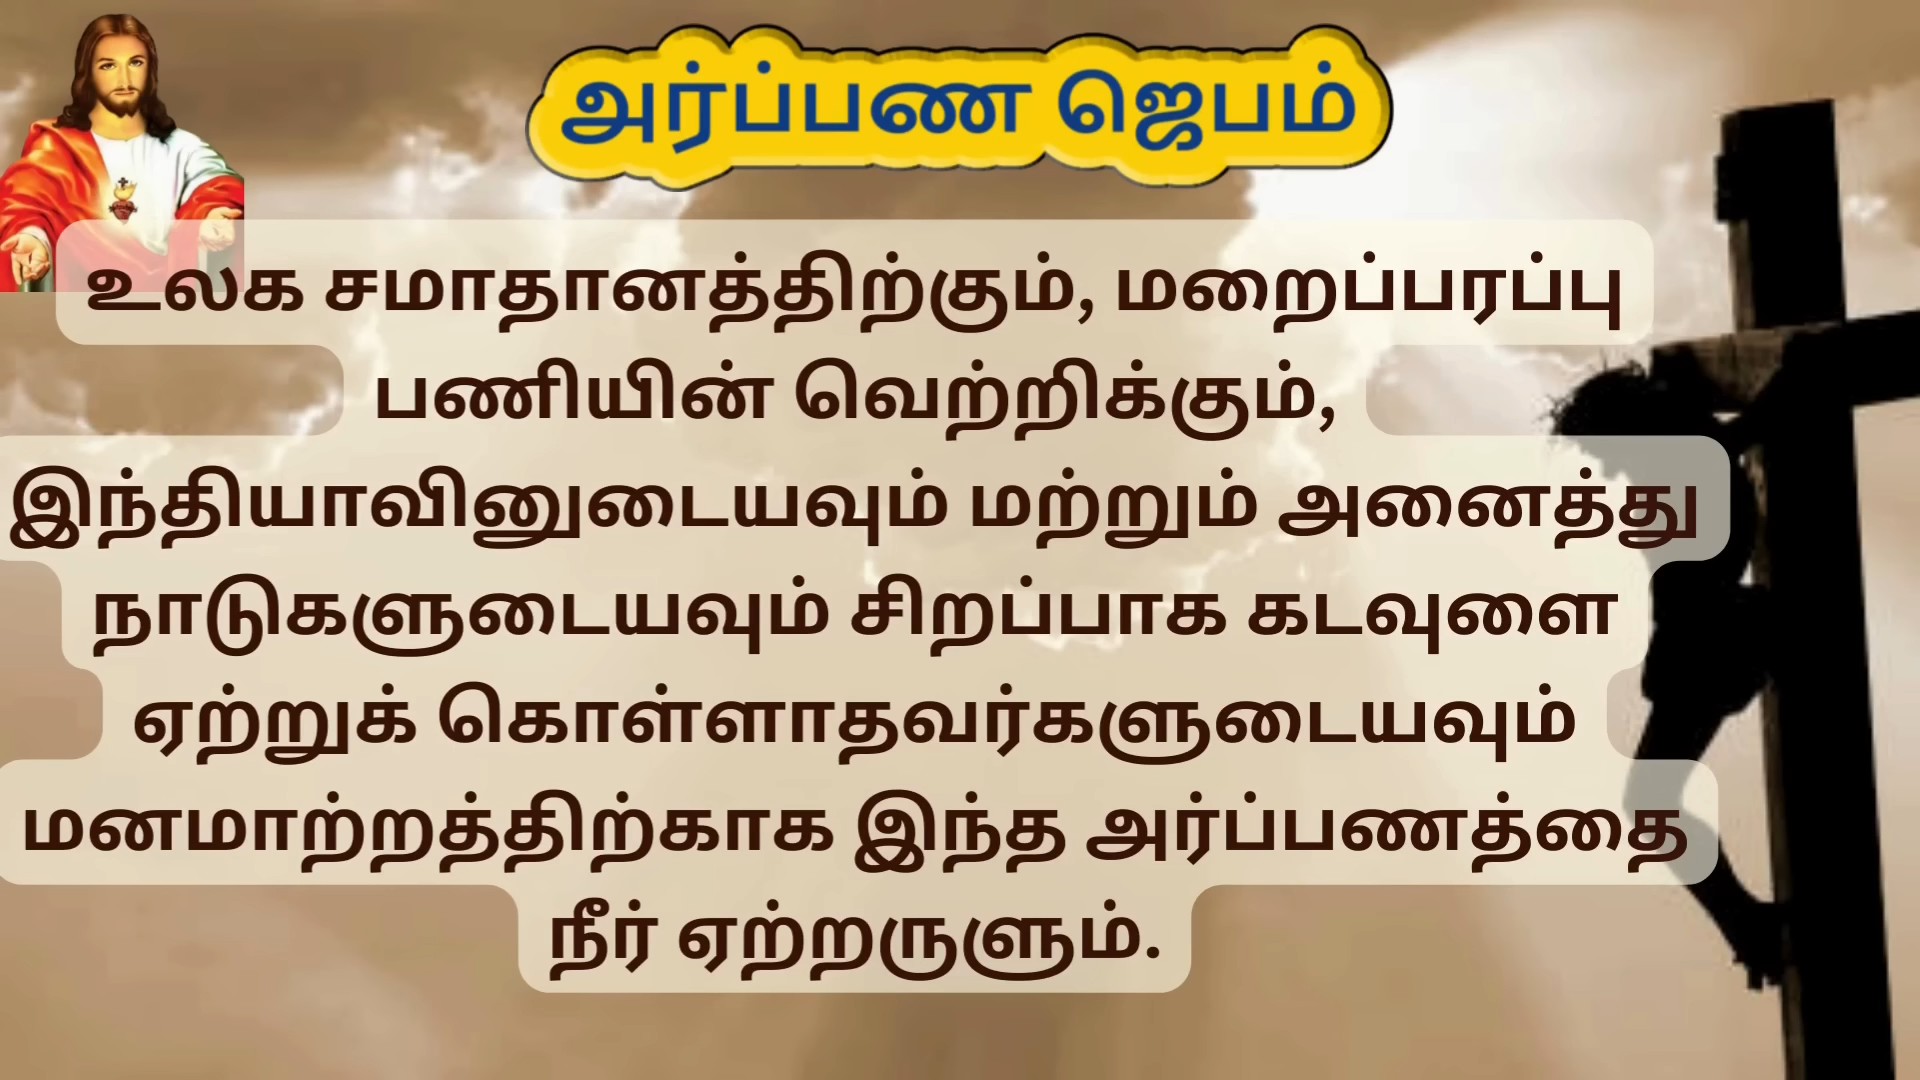 அர்ப்பண ஜெபம்
உலக சமாதானத்திற்கும், மறைப்பரப்பு
பணியின் வெற்றிக்கும்,
இந்தியாவினுடையவும் மற்றும் அனைத்து
நாடுகளுடையவும் சிறப்பாக கடவுளை
ஏற்றுக் கொள்ளாதவர்களுடையவும்
மனமாற்றத்திற்காக இந்த அர்ப்பணத்தை
நீர் ஏற்றருளும்.